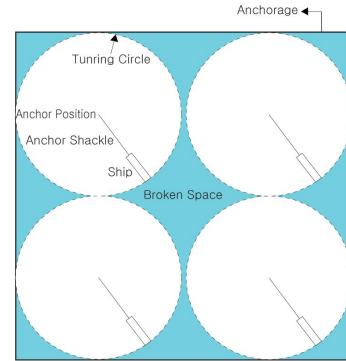 Anchorage
Tunring Circle
Anchor Position
Anchor Shackle
Ship
Broken Space